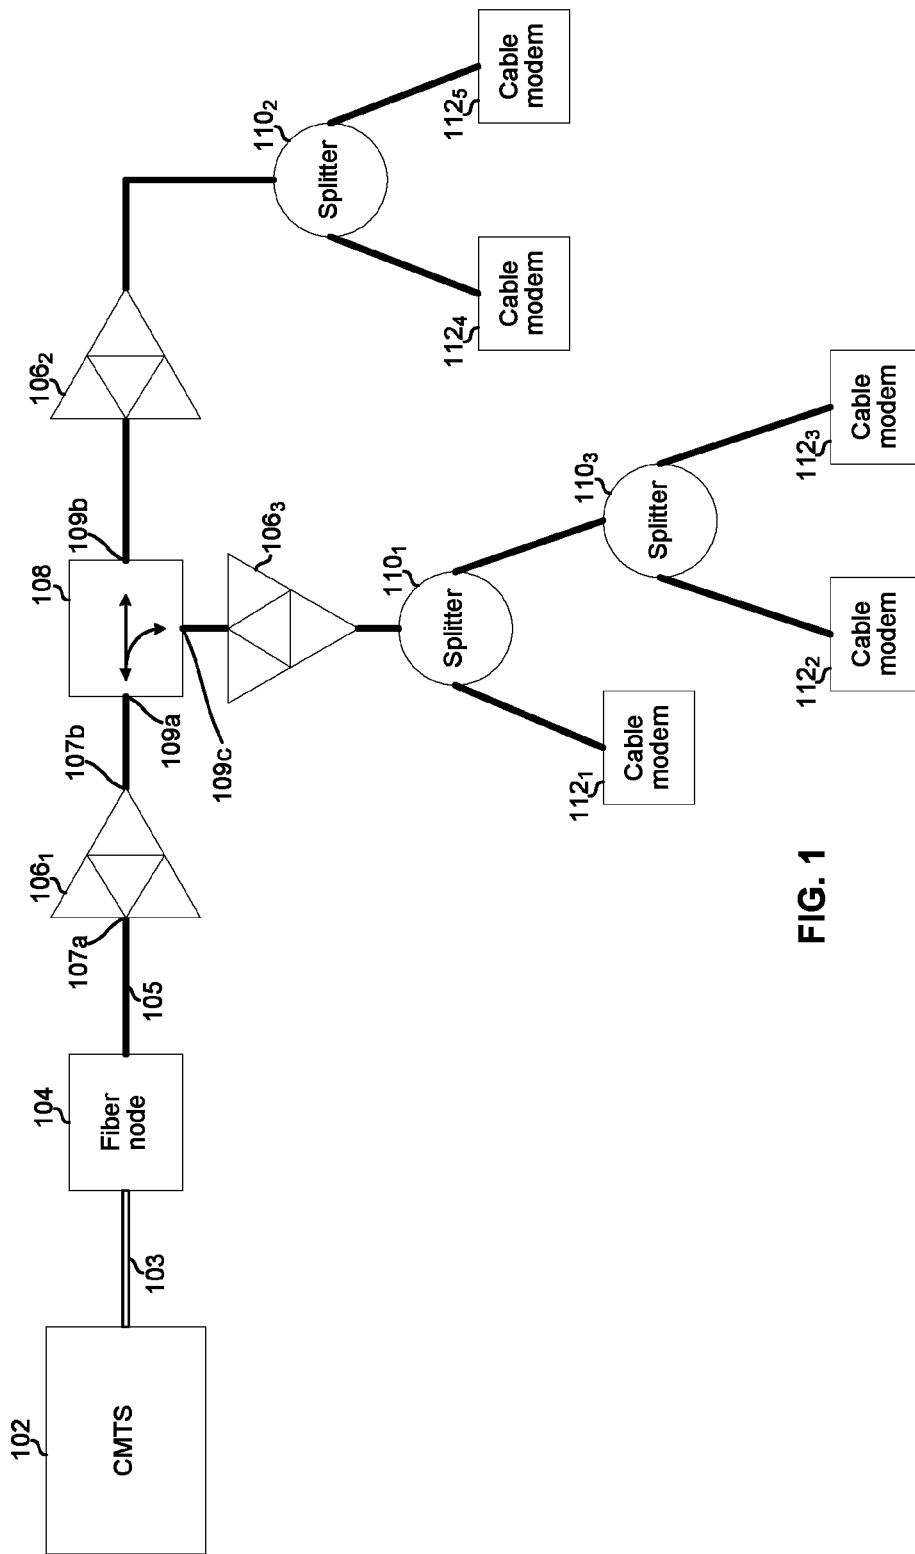 102
CMTS
103
104
Fiber
node
105
107a
106₁
107b
109a
108
109b
109c
106₂
106₃
110₁
Splitter
110₂
Splitter
110₃
Splitter
112₁
Cable
modem
112₂
Cable
modem
112₃
Cable
modem
112₄
Cable
modem
112₅
Cable
modem
FIG. 1